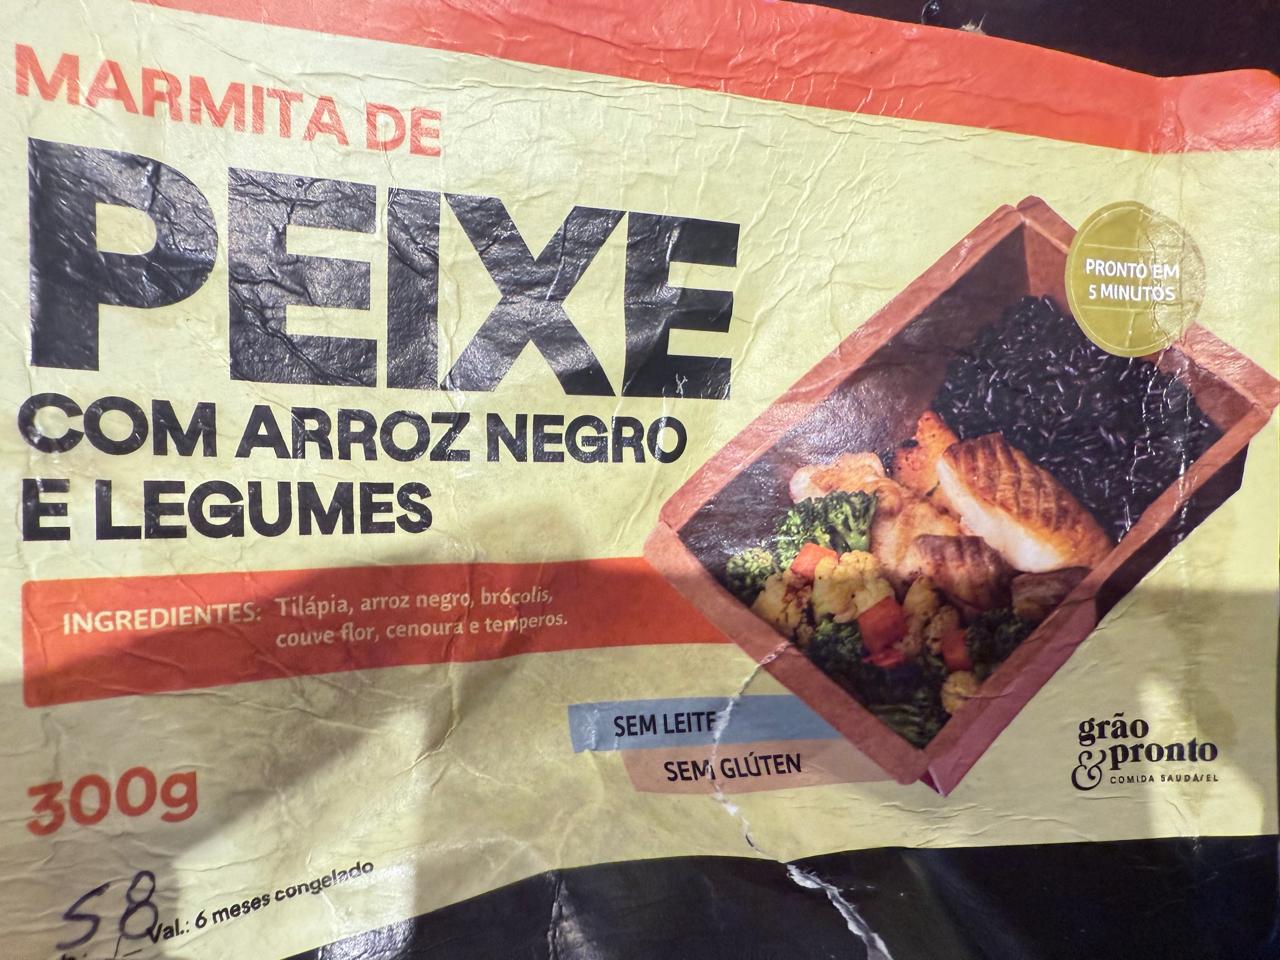 MARMITA DE
PEIXE
COM ARROZ NEGRO
E LEGUMES
PRONTO EM
5 MINUTOS
INGREDIENTES: Tilápia, arroz negro, brócolis,
couve flor, cenoura e temperos.
SEM LEITE
SEM GLÚTEN
grão
& pronto
COMIDA SAUDÁVEL
300g
58
Val.: 6 meses congelado